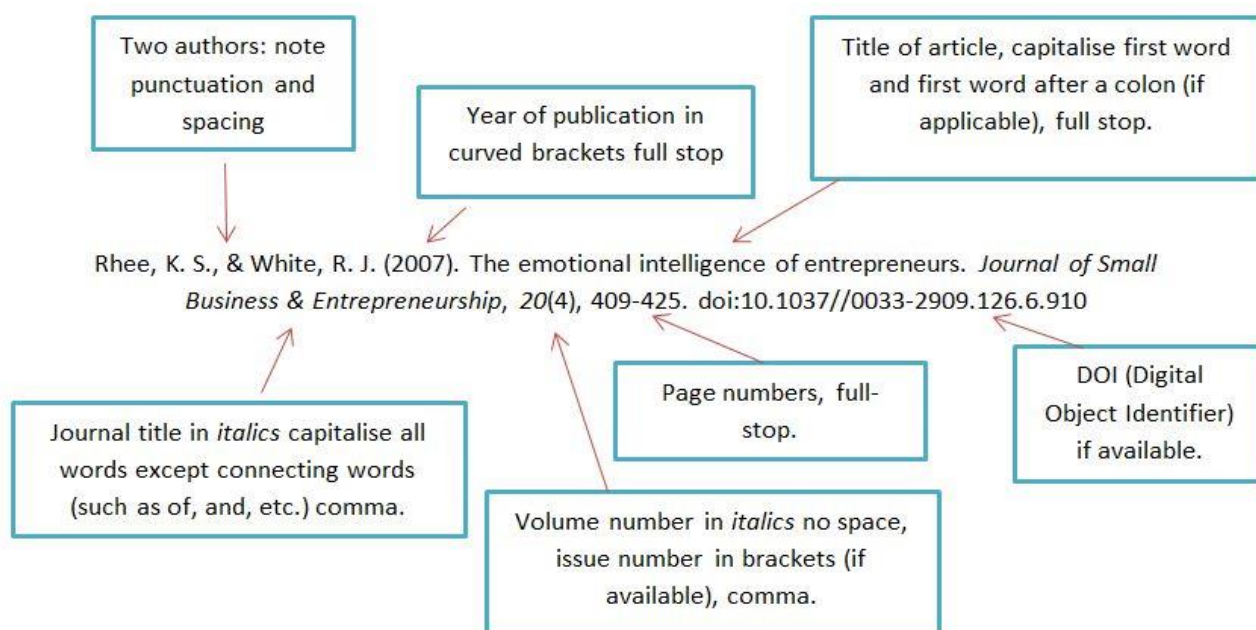 Two authors: note
punctuation and
spacing
Year of publication in
curved brackets full stop
Title of article, capitalise first word
and first word after a colon (if
applicable), full stop.
Rhee, K. S., & White, R. J. (2007). The emotional intelligence of entrepreneurs. Journal of Small
Business & Entrepreneurship, 20(4), 409-425. doi:10.1037//0033-2909.126.6.910
Journal title in italics capitalise all
words except connecting words
(such as of, and, etc.) comma.
Volume number in italics no space,
issue number in brackets (if
available), comma.
Page numbers, full-
stop.
DOI (Digital
Object Identifier)
if available.